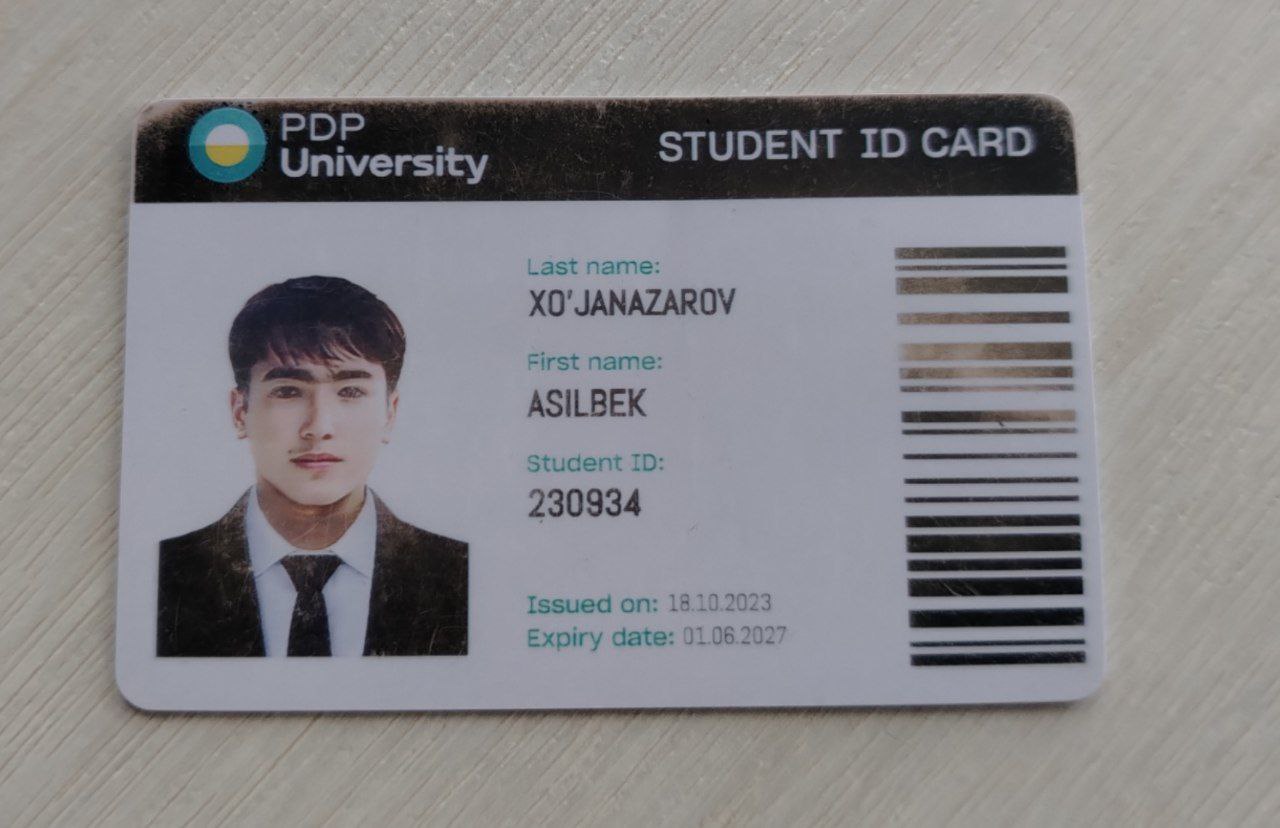 PDP
University
STUDENT ID CARD
Last name:
XO'JANAZAROV
First name:
ASILBEK
Student ID:
230934
Issued on: 18.10.2023
Expiry date: 01.06.2027